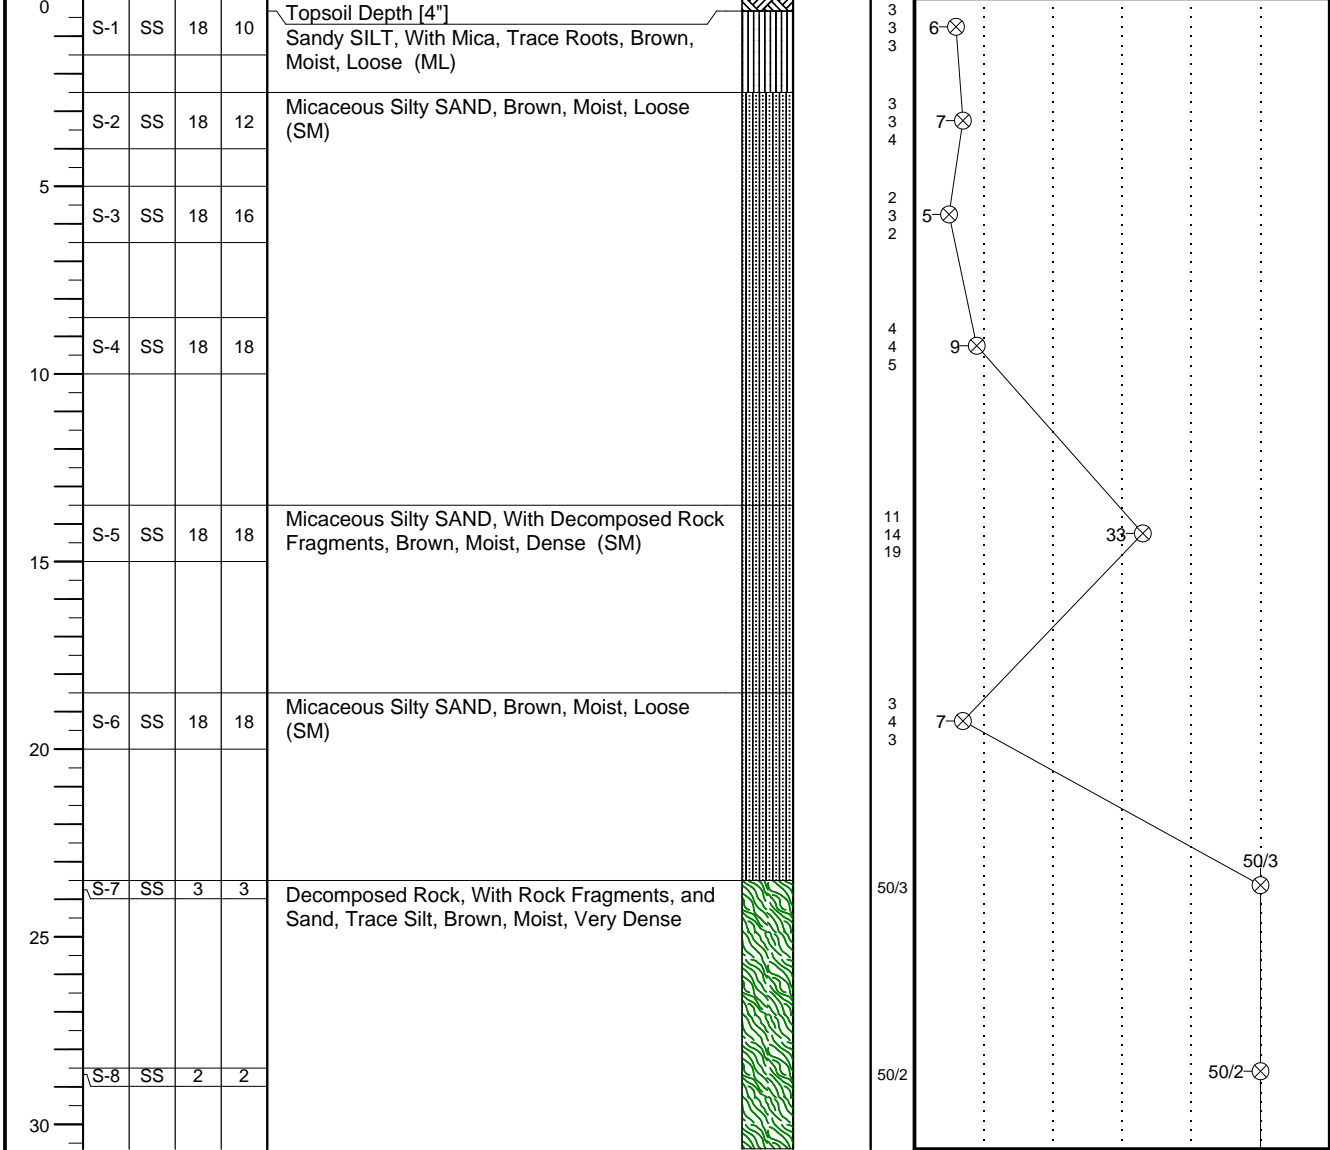 0
Topsoil Depth [4"]
S-1 SS 18 10
Sandy SILT, With Mica, Trace Roots, Brown,
Moist, Loose (ML)
3
3
3
6
S-2 SS 18 12
Micaceous Silty SAND, Brown, Moist, Loose
(SM)
3
3
4
7
5
S-3 SS 18 16
2
3
2
5
S-4 SS 18 18
4
4
5
9
10
S-5 SS 18 18
Micaceous Silty SAND, With Decomposed Rock
Fragments, Brown, Moist, Dense (SM)
11
14
19
33
15
S-6 SS 18 18
Micaceous Silty SAND, Brown, Moist, Loose
(SM)
3
4
3
7
20
50/3
S-7 SS 3 3
Decomposed Rock, With Rock Fragments, and
Sand, Trace Silt, Brown, Moist, Very Dense
50/3
25
S-8 SS 2 2
50/2
50/2
30